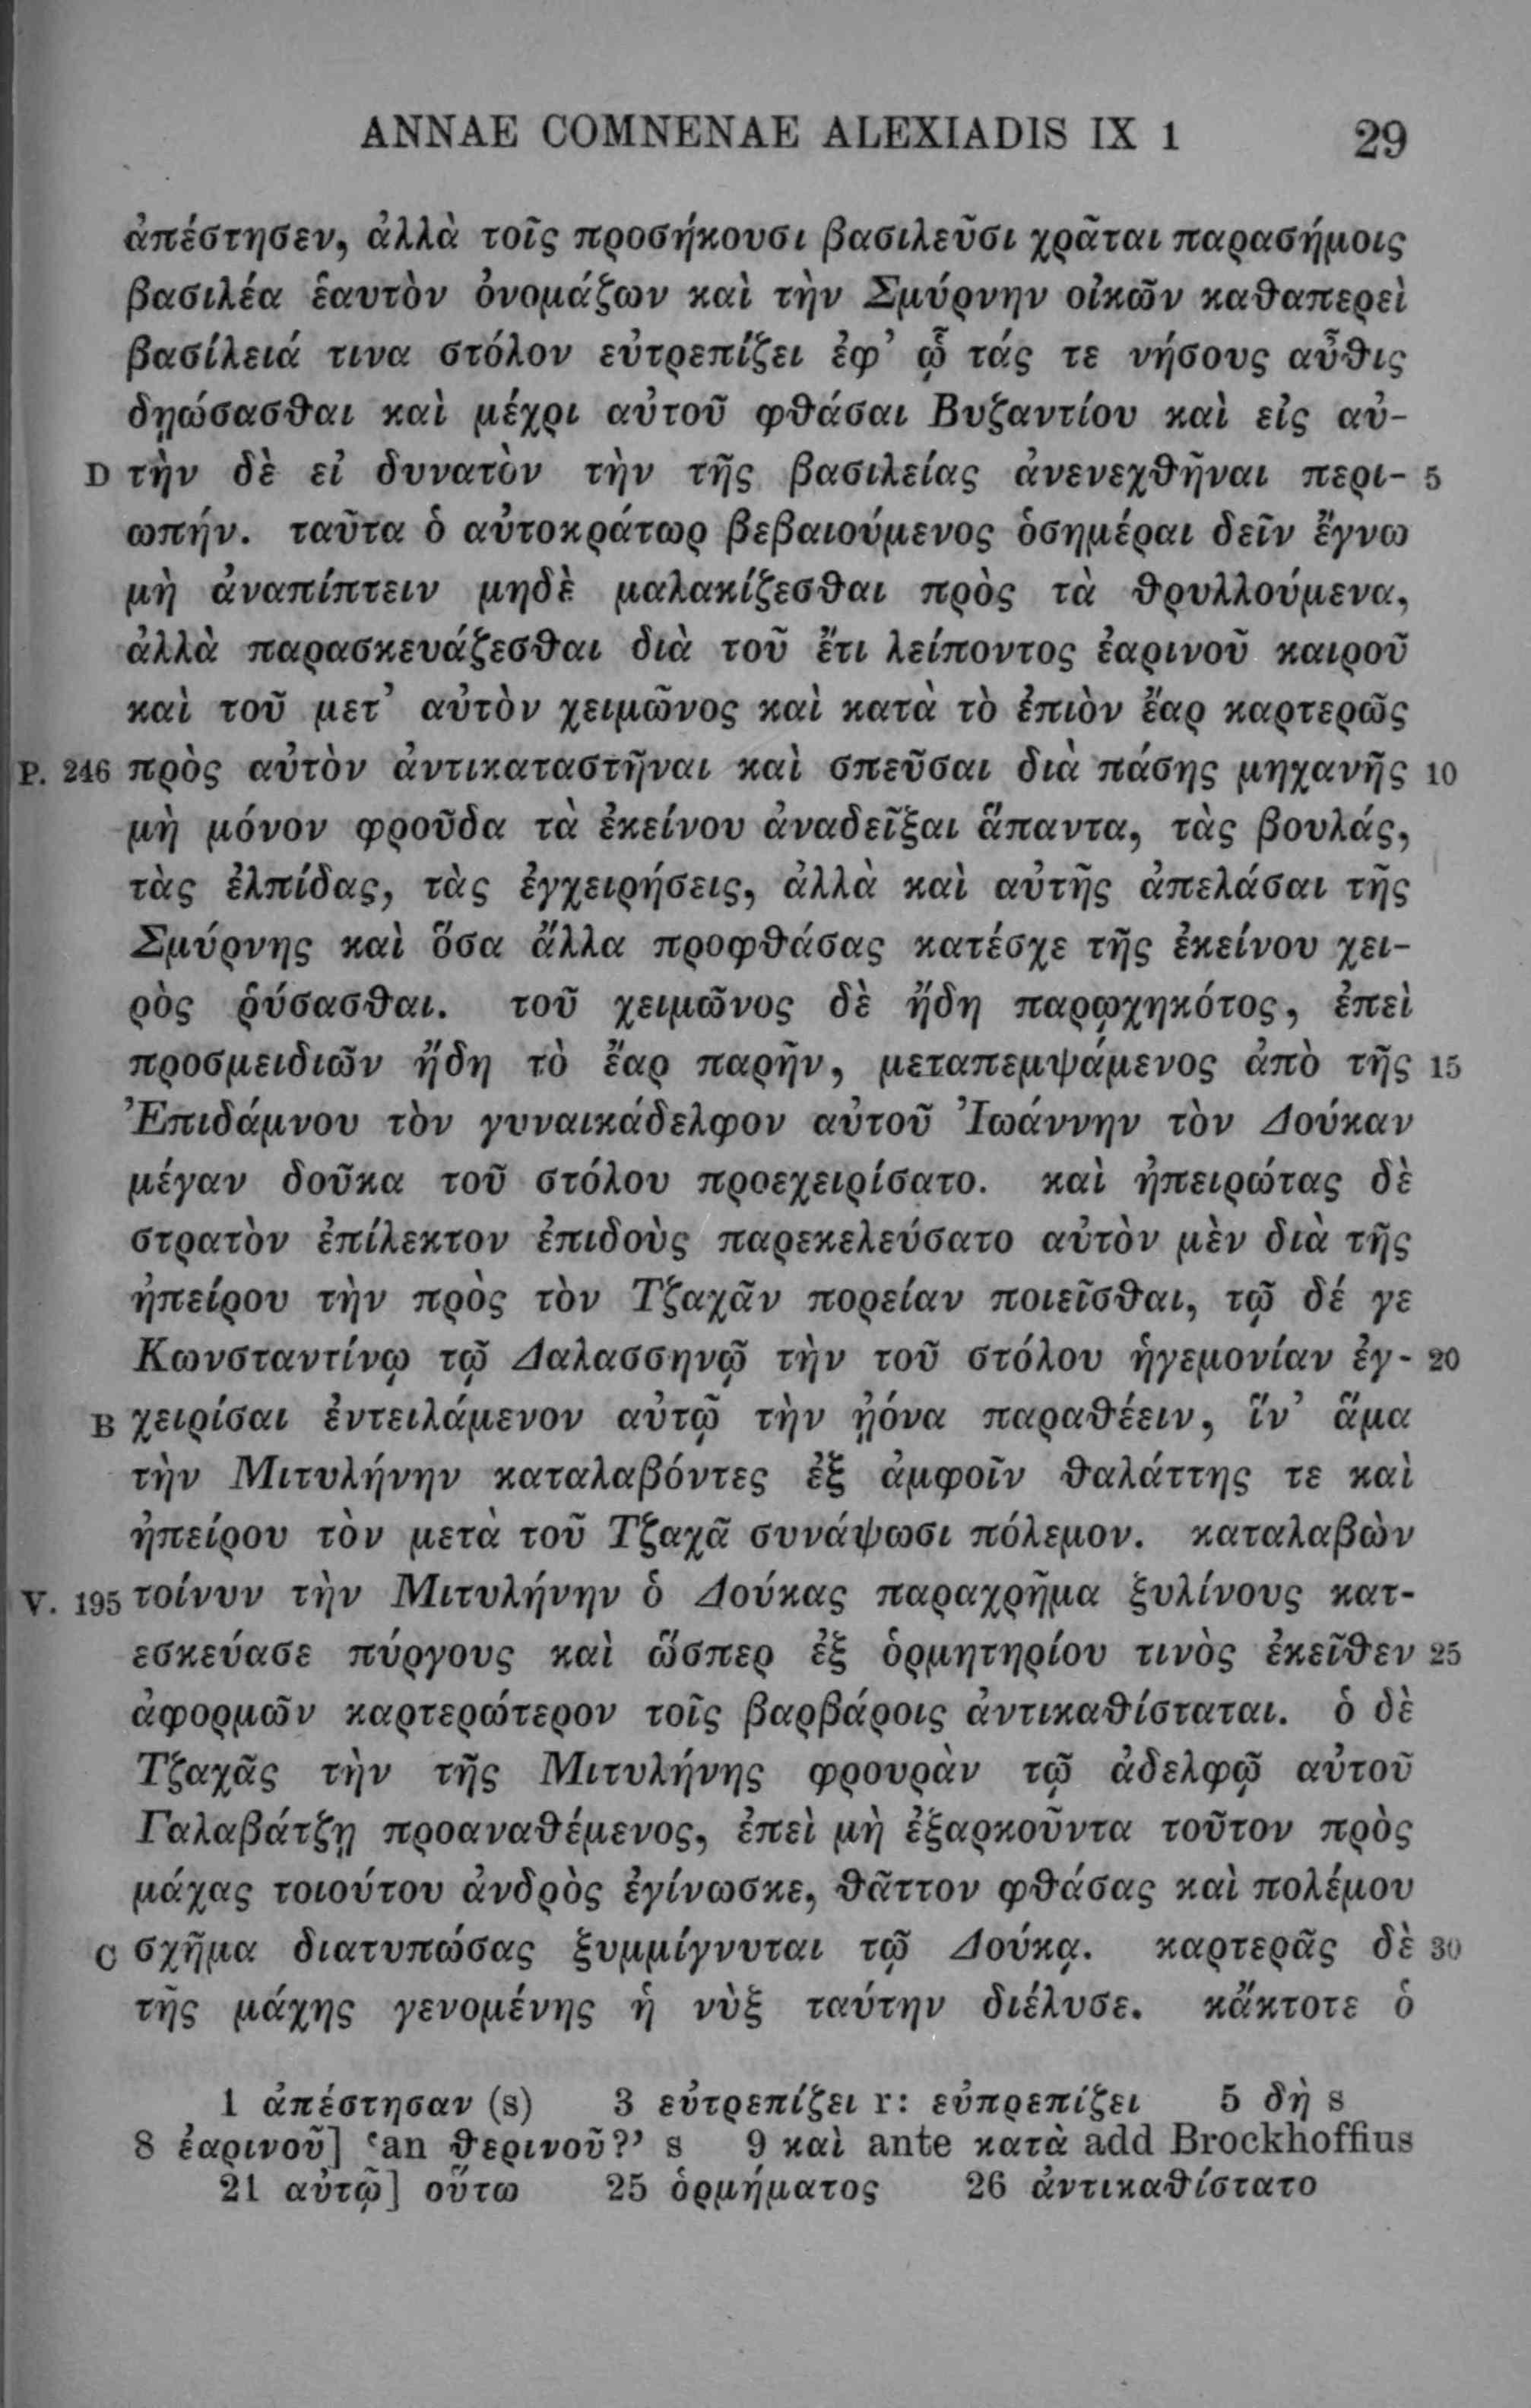 ANNAE COMNENAE ALEXIADIS IX 1 29
ἀπέστησεν, ἀλλὰ τοῖς προσήκουσι βασιλεῦσι χρᾶται παρασήμοις
βασιλέα ἑαυτὸν ὀνομάζων καὶ τὴν Σμύρνην οἰκῶν καθαπερεὶ
βασίλειά τινα στόλον εὐτρεπίζει ἐφ’ ᾧ τάς τε νήσους αὖθις
δῃώσασθαι καὶ μέχρι αὐτοῦ φθάσαι Βυζαντίου καὶ εἰς αὐ-
D τὴν δὲ εἰ δυνατὸν τὴν τῆς βασιλείας ἀνενεχθῆναι περι- 5
ωπήν. ταῦτα ὁ αὐτοκράτωρ βεβαιούμενος ὁσημέραι δεῖν ἔγνω
μὴ ἀναπίπτειν μηδὲ μαλακίζεσθαι πρὸς τὰ θρυλλούμενα,
ἀλλὰ παρασκευάζεσθαι διὰ τοῦ ἔτι λείποντος ἐαρινοῦ καιροῦ
καὶ τοῦ μετ’ αὐτὸν χειμῶνος καὶ κατὰ τὸ ἐπιὸν ἔαρ καρτερῶς
P. 246 πρὸς αὐτὸν ἀντικαταστῆναι καὶ σπεῦσαι διὰ πάσης μηχανῆς 10
μὴ μόνον φροῦδα τὰ ἐκείνου ἀναδεῖξαι ἅπαντα, τὰς βουλάς,
τὰς ἐλπίδας, τὰς ἐγχειρήσεις, ἀλλὰ καὶ αὐτῆς ἀπελάσαι τῆς
Σμύρνης καὶ ὅσα ἄλλα προφθάσας κατέσχε τῆς ἐκείνου χει-
ρὸς ῥύσασθαι. τοῦ χειμῶνος δὲ ἤδη παρῳχηκότος, ἐπεὶ
προσμειδιῶν ἤδη τὸ ἔαρ παρῆν, μεταπεμψάμενος ἀπὸ τῆς 15
Ἐπιδάμνου τὸν γυναικάδελφον αὐτοῦ Ἰωάννην τὸν Δούκαν
μέγαν δοῦκα τοῦ στόλου προεχειρίσατο. καὶ ἠπειρώτας δὲ
στρατὸν ἐπίλεκτον ἐπιδοὺς παρεκελεύσατο αὐτὸν μὲν διὰ τῆς
ἠπείρου τὴν πρὸς τὸν Τζαχᾶν πορείαν ποιεῖσθαι, τῷ δέ γε
Κωνσταντίνῳ τῷ Δαλασσηνῷ τὴν τοῦ στόλου ἡγεμονίαν ἐγ- 20
B χειρίσαι ἐντειλάμενον αὐτῷ τὴν ᾐόνα παραθέειν, ἵν’ ἅμα
τὴν Μιτυλήνην καταλαβόντες ἐξ ἀμφοῖν θαλάττης τε καὶ
ἠπείρου τὸν μετὰ τοῦ Τζαχᾶ συνάψωσι πόλεμον. καταλαβὼν
V. 195 τοίνυν τὴν Μιτυλήνην ὁ Δούκας παραχρῆμα ξυλίνους κατ-
εσκεύασε πύργους καὶ ὥσπερ ἐξ ὁρμητηρίου τινὸς ἐκεῖθεν 25
ἀφορμῶν καρτερώτερον τοῖς βαρβάροις ἀντικαθίσταται. ὁ δὲ
Τζαχᾶς τὴν τῆς Μιτυλήνης φρουρὰν τῷ ἀδελφῷ αὐτοῦ
Γαλαβάτζῃ προαναθέμενος, ἐπεὶ μὴ ἐξαρκοῦντα τοῦτον πρὸς
μάχας τοιούτου ἀνδρὸς ἐγίνωσκε, θᾶττον φθάσας καὶ πολέμου
C σχῆμα διατυπώσας ξυμμίγνυται τῷ Δούκᾳ. καρτερᾶς δὲ 30
τῆς μάχης γενομένης ἡ νὺξ ταύτην διέλυσε. κἄκτοτε ὁ
1 ἀπέστησαν (s) 3 εὐτρεπίζει r: εὐπρεπίζει 5 δὴ s
8 ἐαρινοῦ] ‘an θερινοῦ?’ s 9 καὶ ante κατὰ add Brockhoffius
21 αὐτῷ] οὕτω 25 ὁρμήματος 26 ἀντικαθίστατο